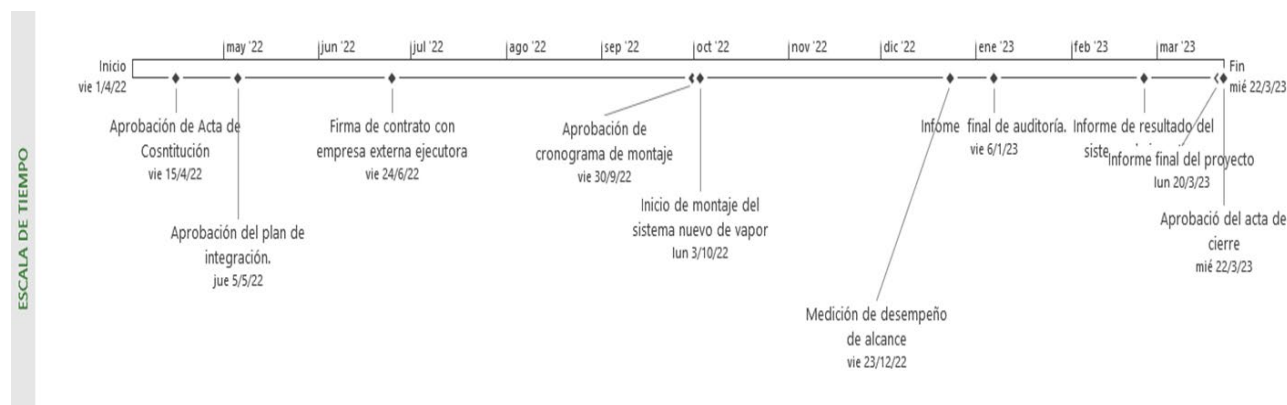 ESCALA DE TIEMPO
may '22
jun '22
jul '22
ago '22
sep '22
oct '22
nov '22
dic '22
ene '23
feb '23
mar '23
Inicio
vie 1/4/22
Fin
mié 22/3/23
Aprobación de Acta de
Cosntitución
vie 15/4/22
Aprobación del plan de
integración.
jue 5/5/22
Firma de contrato con
empresa externa ejecutora
vie 24/6/22
Aprobación de
cronograma de montaje
vie 30/9/22
Inicio de montaje del
sistema nuevo de vapor
lun 3/10/22
Medición de desempeño
de alcance
vie 23/12/22
Infome final de auditoría.
vie 6/1/23
Informe de resultado del
siste
Informe final del proyecto
lun 20/3/23
Aprobació del acta de
cierre
mié 22/3/23